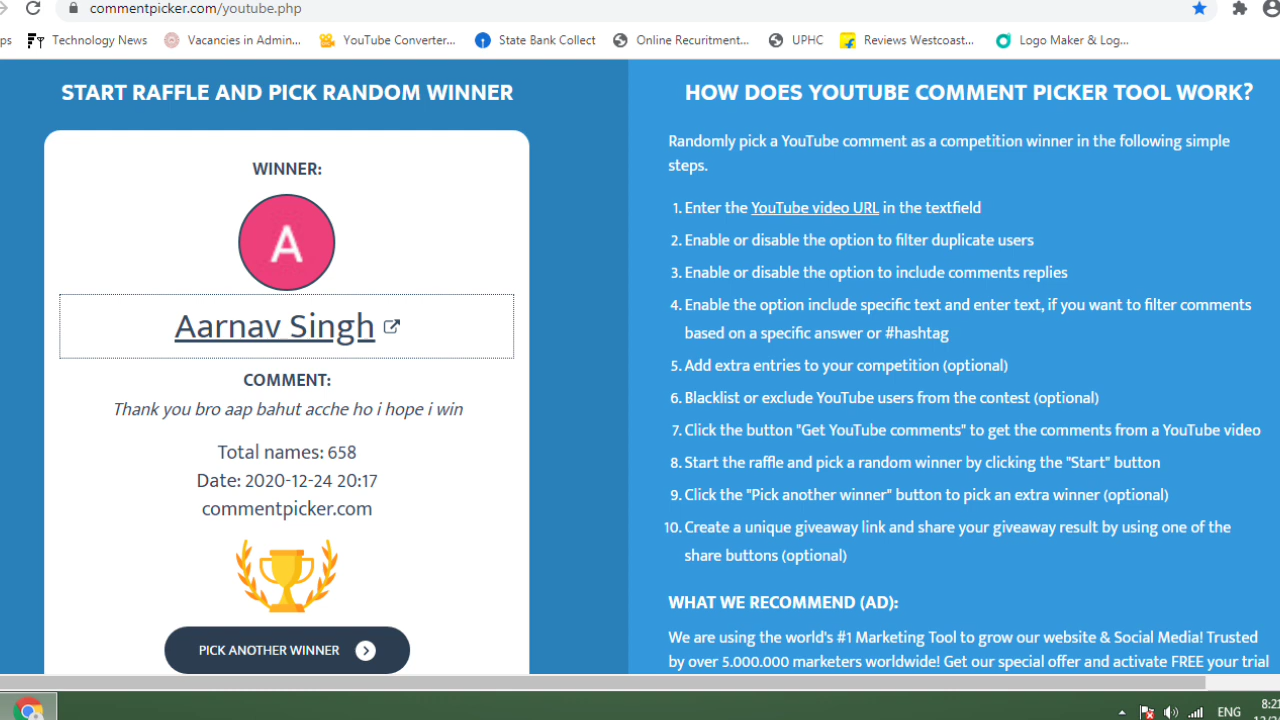 commentpicker.com/youtube.php
ps Technology News Vacancies in Admin... YouTube Converter... State Bank Collect Online Recuritment... UPHC Reviews Westcoast... Logo Maker & Log...
START RAFFLE AND PICK RANDOM WINNER
WINNER:
A
Aarnav Singh
COMMENT:
Thank you bro aap bahut acche ho i hope i win
Total names: 658
Date: 2020-12-24 20:17
commentpicker.com
PICK ANOTHER WINNER
HOW DOES YOUTUBE COMMENT PICKER TOOL WORK?
Randomly pick a YouTube comment as a competition winner in the following simple
steps.
1. Enter the YouTube video URL in the textfield
2. Enable or disable the option to filter duplicate users
3. Enable or disable the option to include comments replies
4. Enable the option include specific text and enter text, if you want to filter comments
based on a specific answer or #hashtag
5. Add extra entries to your competition (optional)
6. Blacklist or exclude YouTube users from the contest (optional)
7. Click the button "Get YouTube comments" to get the comments from a YouTube video
8. Start the raffle and pick a random winner by clicking the "Start" button
9. Click the "Pick another winner" button to pick an extra winner (optional)
10. Create a unique giveaway link and share your giveaway result by using one of the
share buttons (optional)
WHAT WE RECOMMEND (AD):
We are using the world's #1 Marketing Tool to grow our website & Social Media! Trusted
by over 5.000.000 marketers worldwide! Get our special offer and activate FREE your trial
ENG